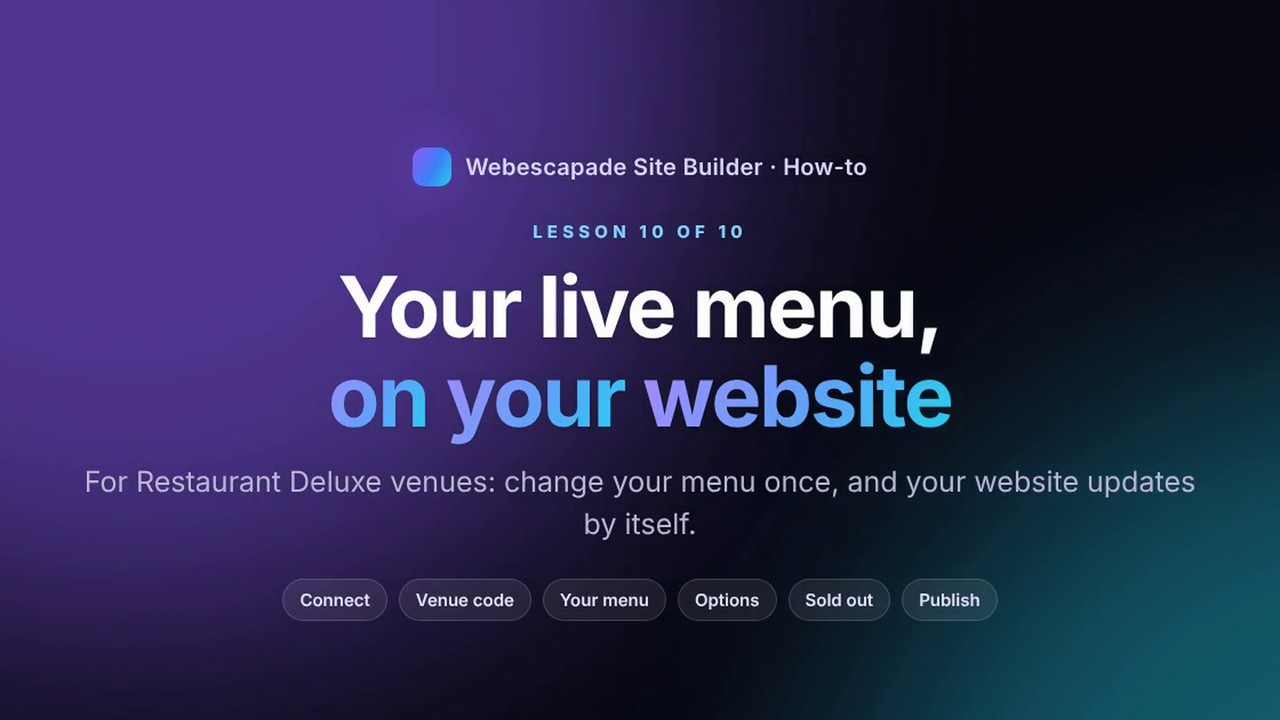 Webescapade Site Builder · How-to
LESSON 10 OF 10
Your live menu,
on your website
For Restaurant Deluxe venues: change your menu once, and your website updates
by itself.
Connect Venue code Your menu Options Sold out Publish